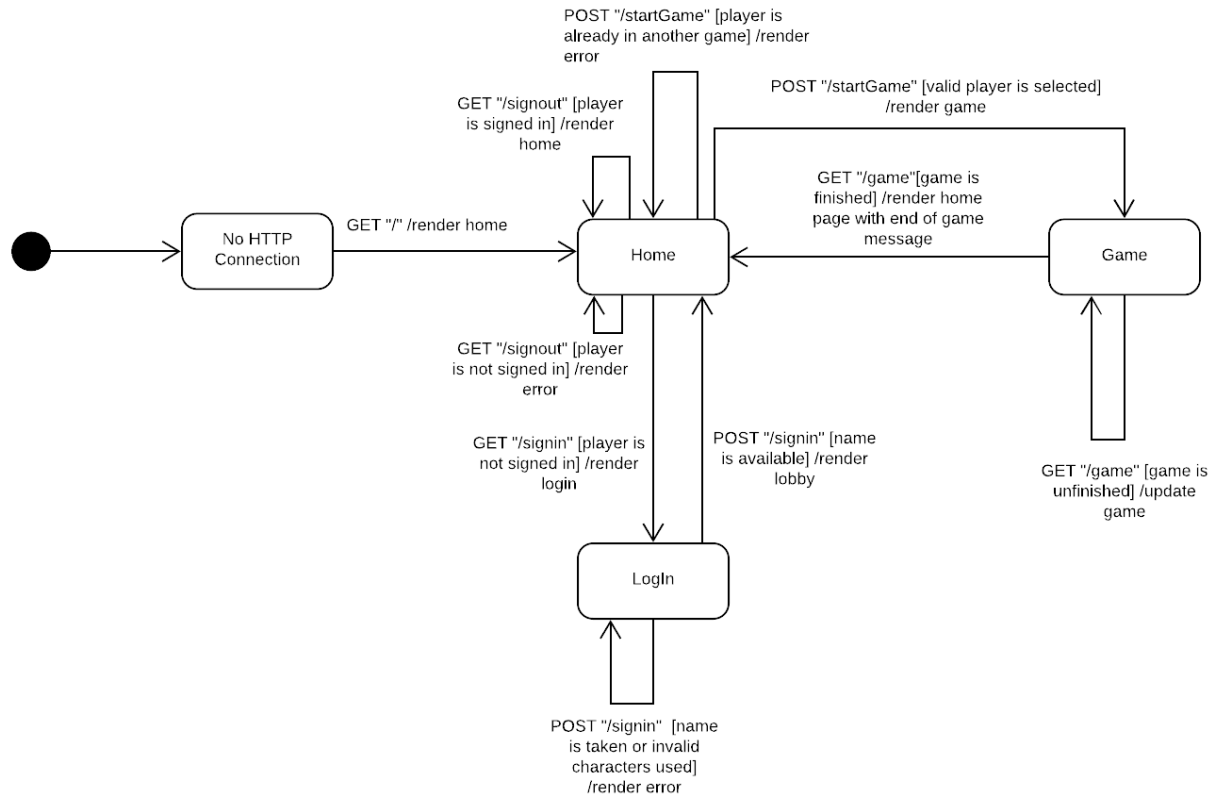 POST "/startGame" [player is
already in another game] /render
error
POST "/startGame" [valid player is selected]
/render game
GET "/signout" [player
is signed in] /render
home
GET "/game"[game is
finished] /render home
page with end of game
message
No HTTP
Connection
GET "/" /render home
Home
Game
GET "/signout" [player
is not signed in] /render
error
GET "/signin" [player is
not signed in] /render
login
POST "/signin" [name
is available] /render
lobby
GET "/game" [game is
unfinished] /update
game
LogIn
POST "/signin"  [name
is taken or invalid
characters used]
/render error